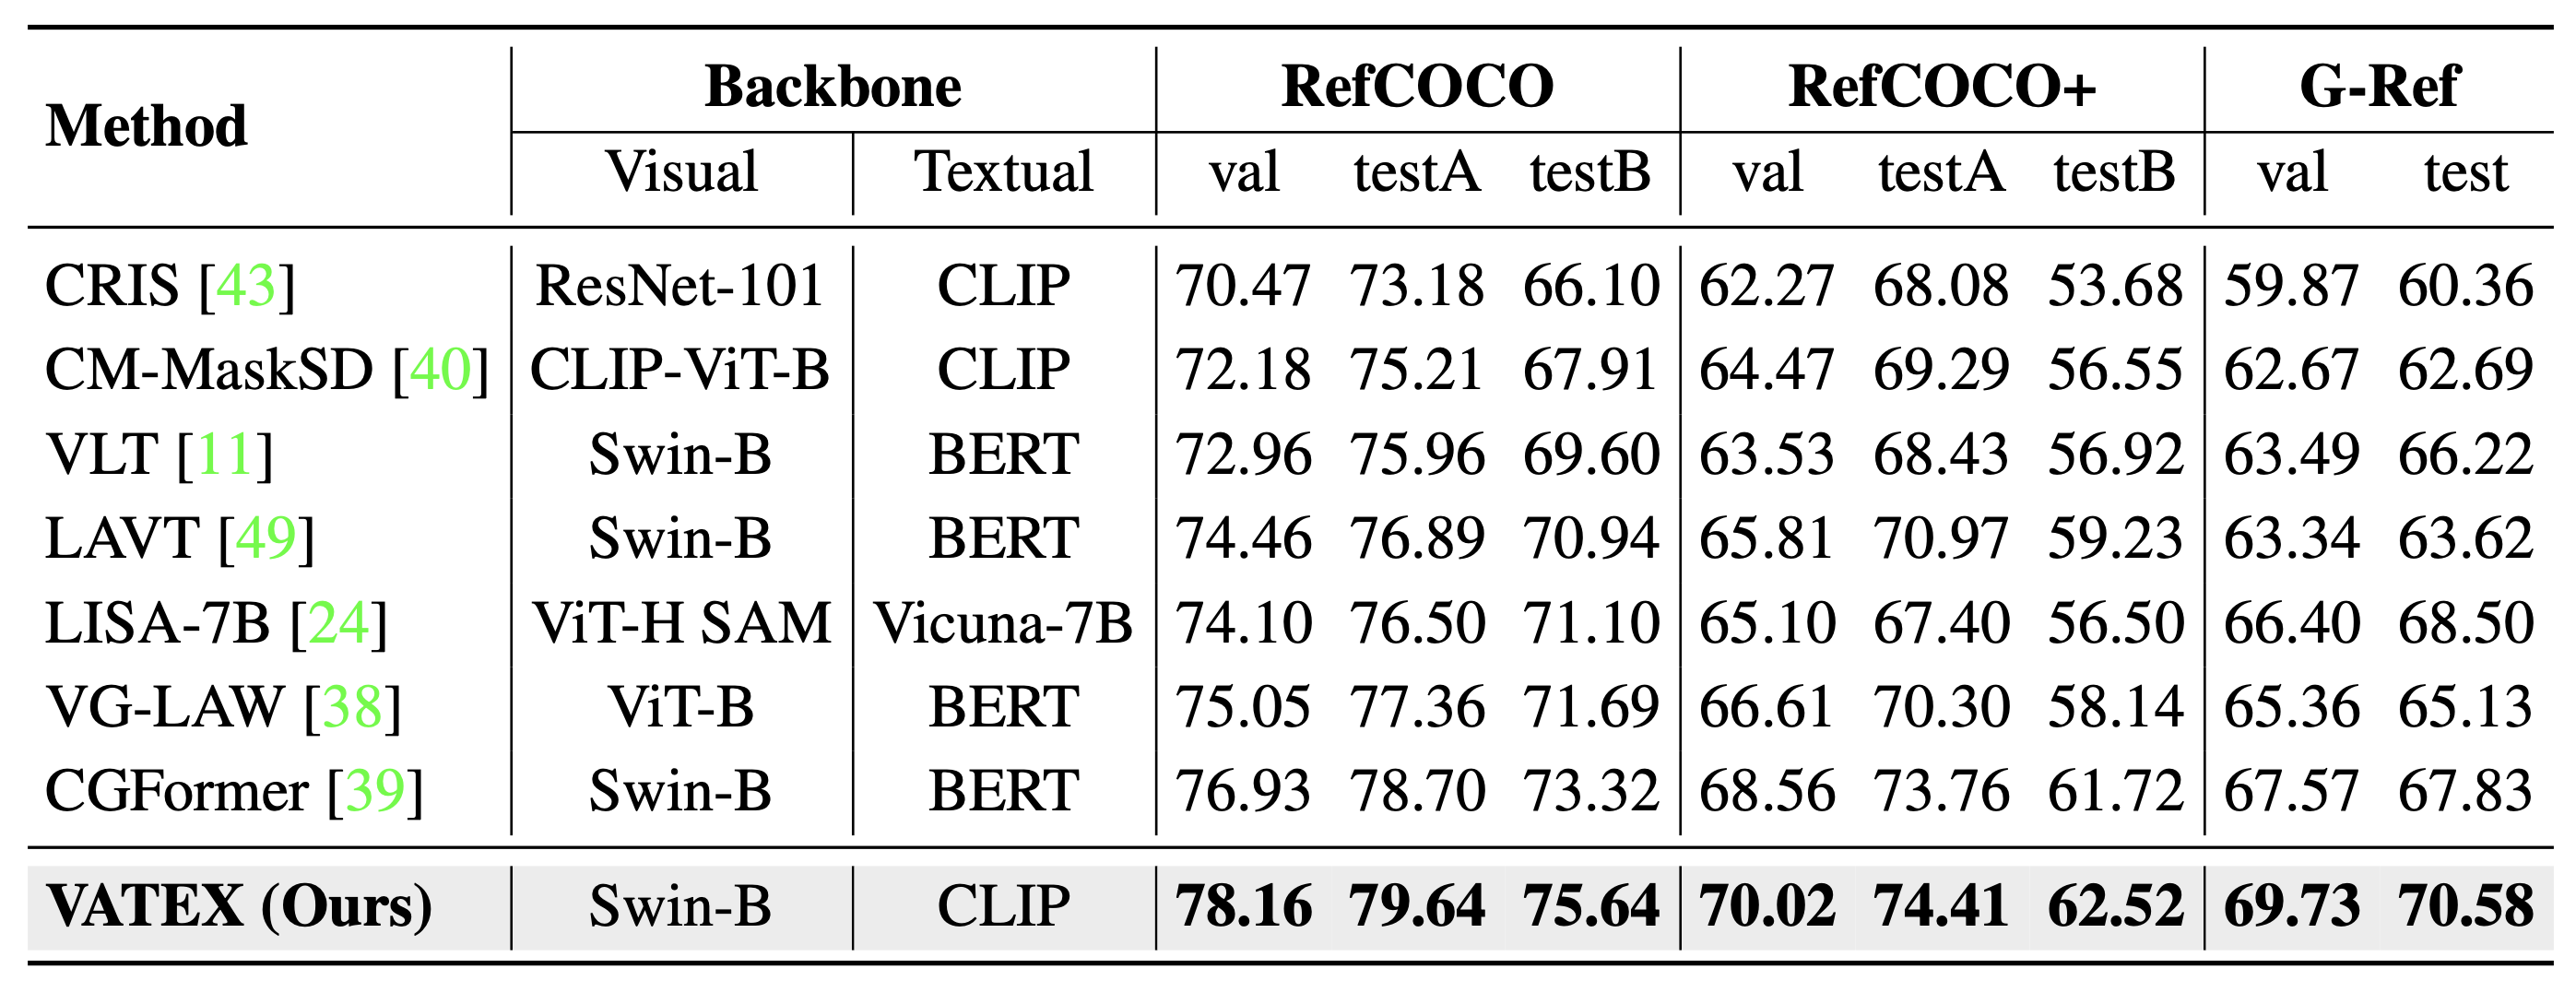 Method Backbone RefCOCO RefCOCO+ G-Ref
Visual Textual val testA testB val testA testB val test
CRIS [43] ResNet-101 CLIP 70.47 73.18 66.10 62.27 68.08 53.68 59.87 60.36
CM-MaskSD [40] CLIP-ViT-B CLIP 72.18 75.21 67.91 64.47 69.29 56.55 62.67 62.69
VLT [11] Swin-B BERT 72.96 75.96 69.60 63.53 68.43 56.92 63.49 66.22
LAVT [49] Swin-B BERT 74.46 76.89 70.94 65.81 70.97 59.23 63.34 63.62
LISA-7B [24] ViT-H SAM Vicuna-7B 74.10 76.50 71.10 65.10 67.40 56.50 66.40 68.50
VG-LAW [38] ViT-B BERT 75.05 77.36 71.69 66.61 70.30 58.14 65.36 65.13
CGFormer [39] Swin-B BERT 76.93 78.70 73.32 68.56 73.76 61.72 67.57 67.83
VATEX (Ours) Swin-B CLIP 78.16 79.64 75.64 70.02 74.41 62.52 69.73 70.58